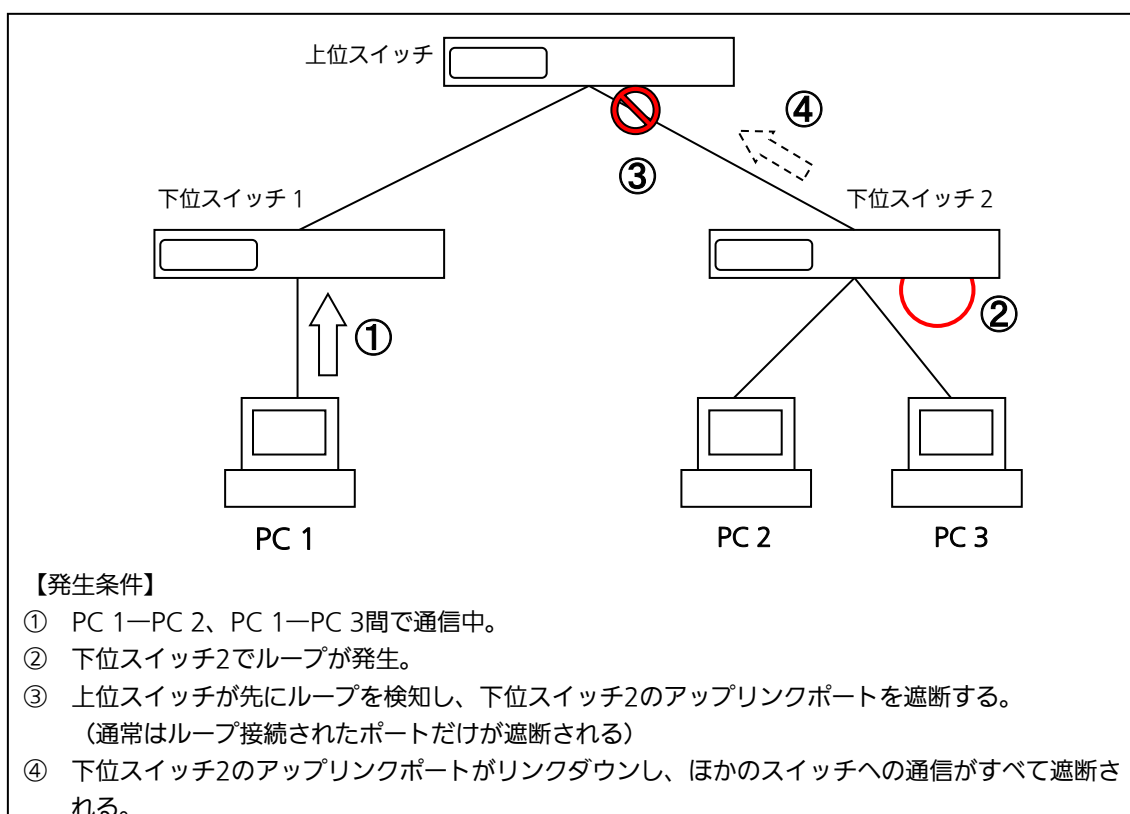 上位スイッチ
④
③
下位スイッチ 1
下位スイッチ 2
①
②
PC 1
PC 2
PC 3
【発生条件】
① PC 1―PC 2、PC 1―PC 3間で通信中。
② 下位スイッチ2でループが発生。
③ 上位スイッチが先にループを検知し、下位スイッチ2のアップリンクポートを遮断する。
（通常はループ接続されたポートだけが遮断される）
④ 下位スイッチ2のアップリンクポートがリンクダウンし、ほかのスイッチへの通信がすべて遮断さ
れる。